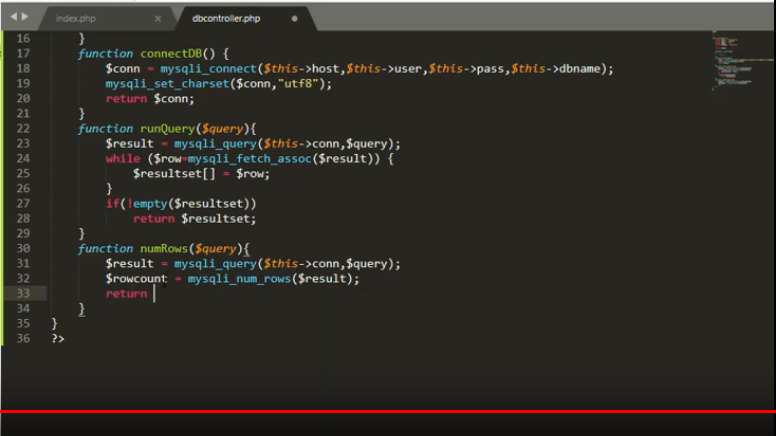 index.php × dbcontroller.php
16 }
17 function connectDB() {
18 $conn = mysqli_connect($this->host,$this->user,$this->pass,$this->dbname);
19 mysqli_set_charset($conn,"utf8");
20 return $conn;
21 }
22 function runQuery($query){
23 $result = mysqli_query($this->conn,$query);
24 while ($row=mysqli_fetch_assoc($result)) {
25 $resultset[] = $row;
26 }
27 if(!empty($resultset))
28 return $resultset;
29 }
30 function numRows($query){
31 $result = mysqli_query($this->conn,$query);
32 $rowcount = mysqli_num_rows($result);
33 return
34 }
35 }
36 ?>